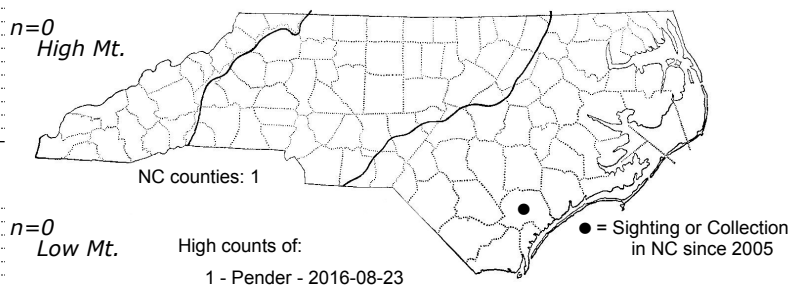 n=0
High Mt.
NC counties: 1
n=0
Low Mt.
High counts of:
1 - Pender - 2016-08-23
● = Sighting or Collection
in NC since 2005